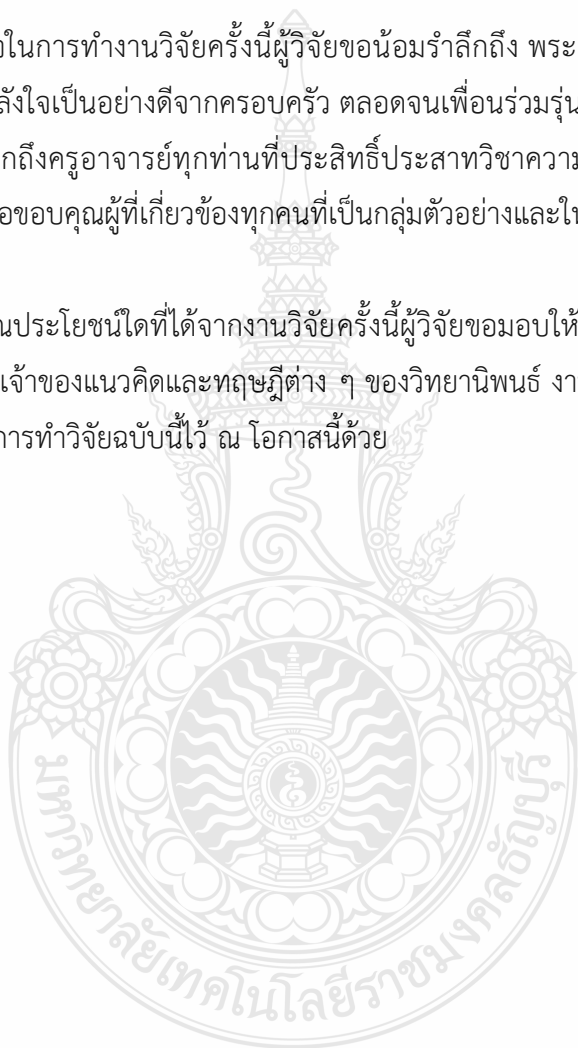 ในการทำงานวิจัยครั้งนี้ผู้วิจัยขอน้อมรำลึกถึง พระ
ลังใจเป็นอย่างดีจากครอบครัว ตลอดจนเพื่อนร่วมรุ่น
กถึงครูอาจารย์ทุกท่านที่ประสิทธิ์ประสาทวิชาความ
อขอบคุณผู้ที่เกี่ยวข้องทุกคนที่เป็นกลุ่มตัวอย่างและให
ณประโยชน์ใดที่ได้จากงานวิจัยครั้งนี้ผู้วิจัยขอมอบให้
เจ้าของแนวคิดและทฤษฎีต่าง ๆ ของวิทยานิพนธ์ งา
การทำวิจัยฉบับนี้ไว้ ณ โอกาสนี้ด้วย
มหาวิทยาลัยเทคโนโลยีราชมงคลธัญบุรี